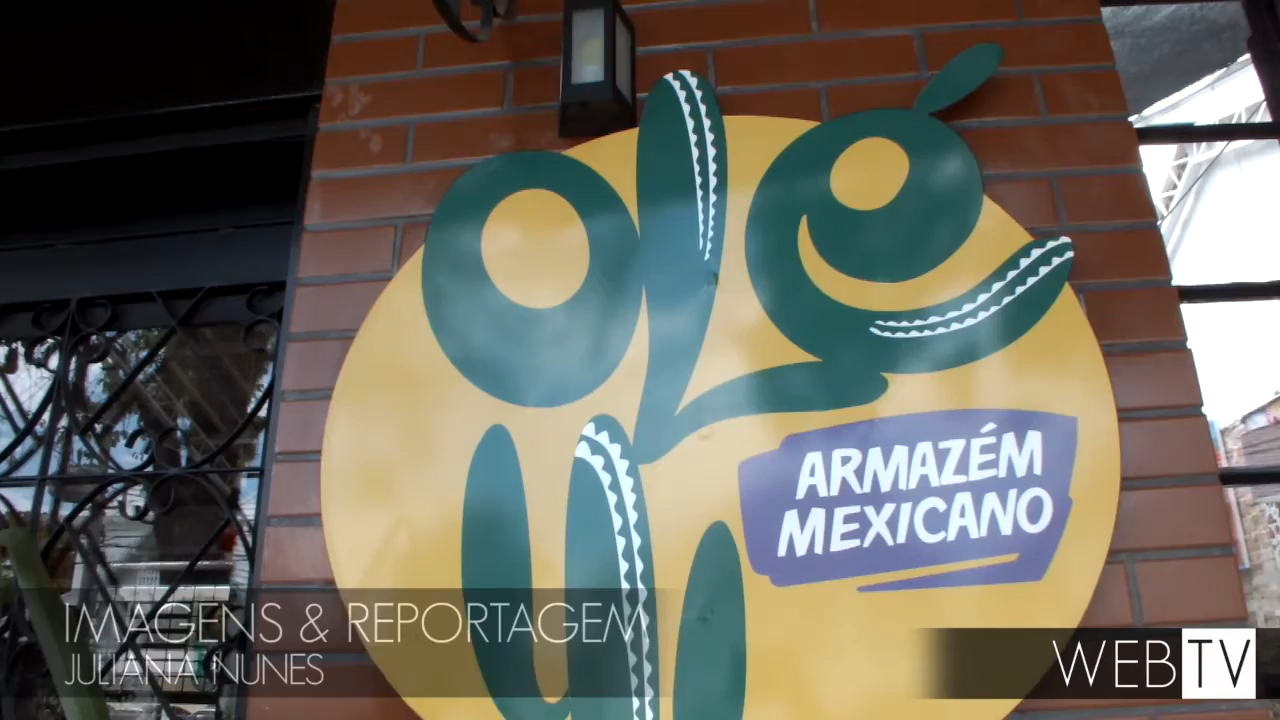 olé
ARMAZÉM
MEXICANO
IMAGENS & REPORTAGEM
JULIANA NUNES
WEBTV